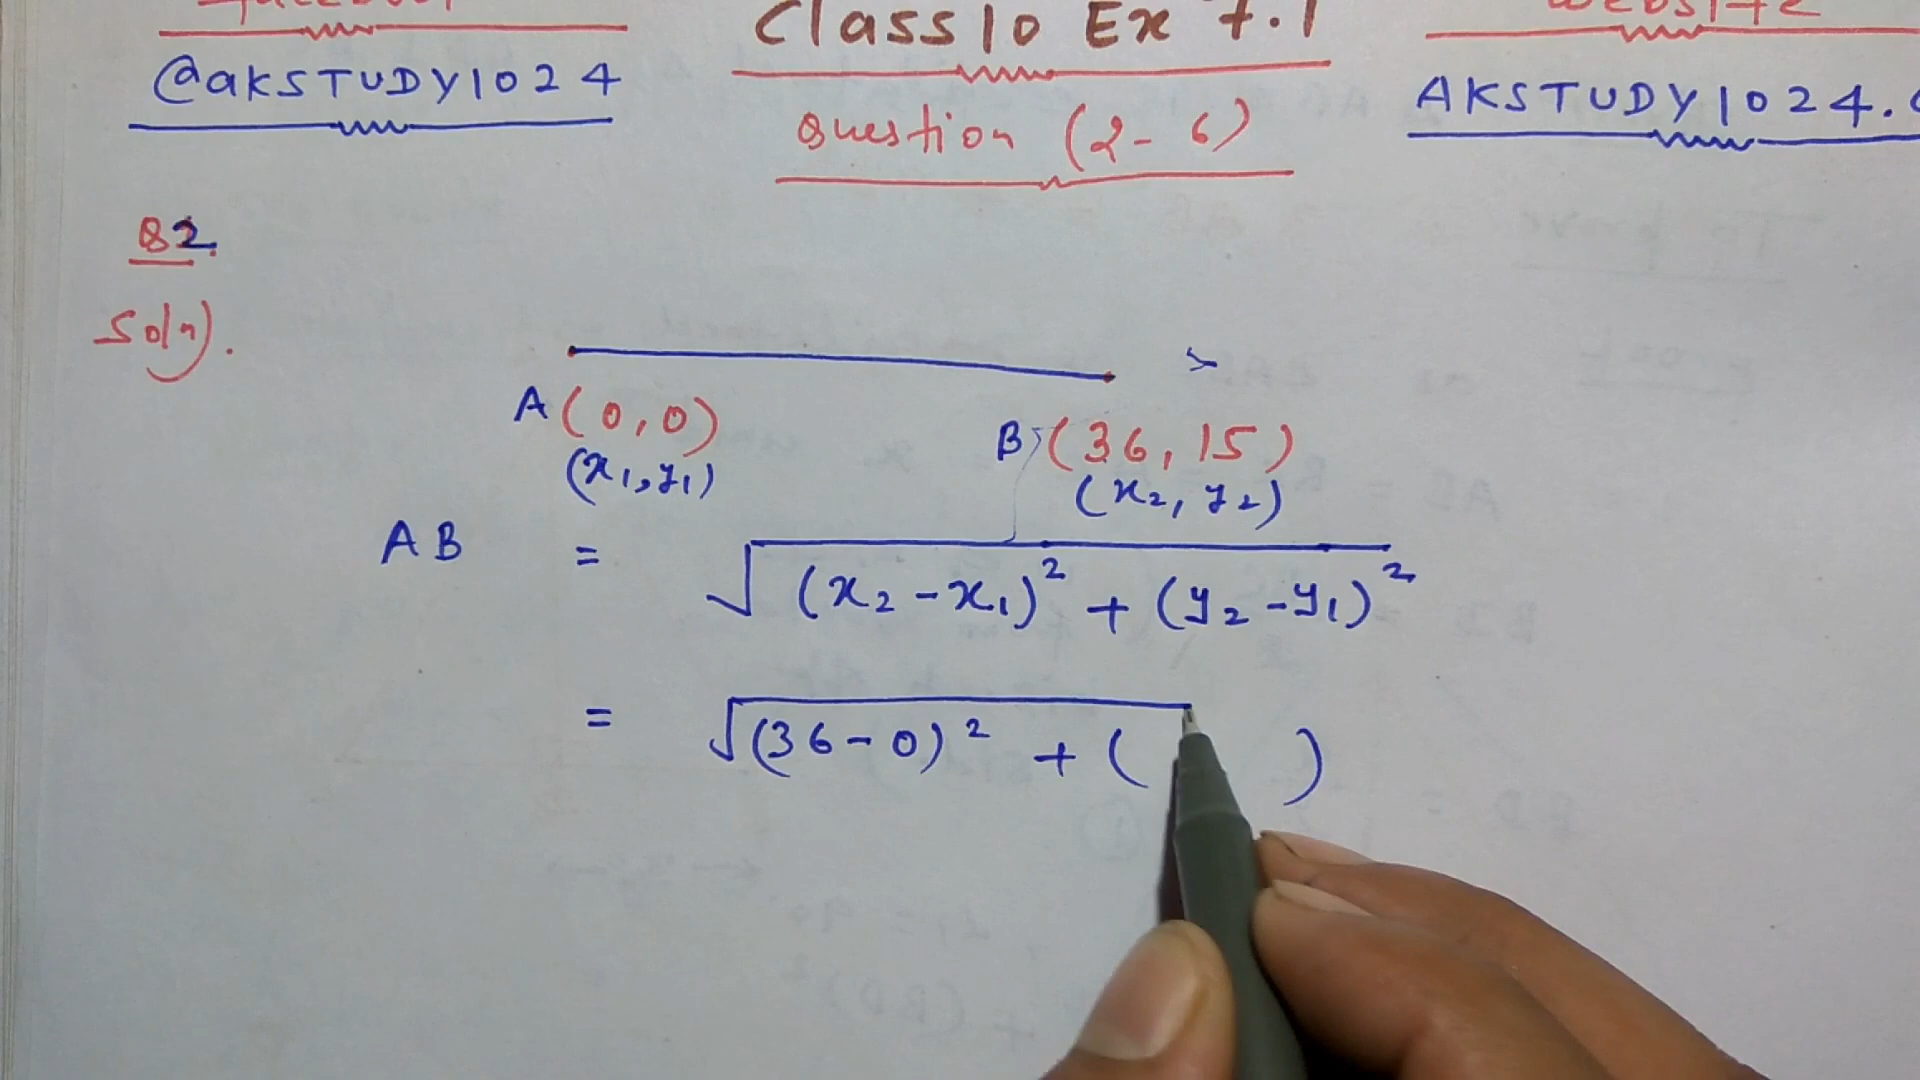 Class 10 Ex 7.1
@AKSTUDY1024
AKSTUDY1024.
Question (2-6)
Q2.
Soln).
A (0,0)
B (36,15)
(x₁,y₁)
(x₂,y₂)
AB = √(x₂-x₁)² + (y₂-y₁)²
= √(36-0)² + ( )